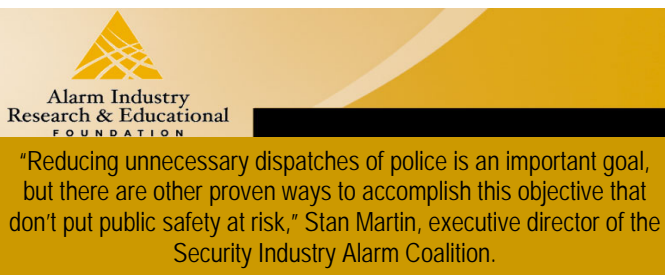 Alarm Industry
Research & Educational
FOUNDATION
“Reducing unnecessary dispatches of police is an important goal,
but there are other proven ways to accomplish this objective that
don’t put public safety at risk,” Stan Martin, executive director of the
Security Industry Alarm Coalition.